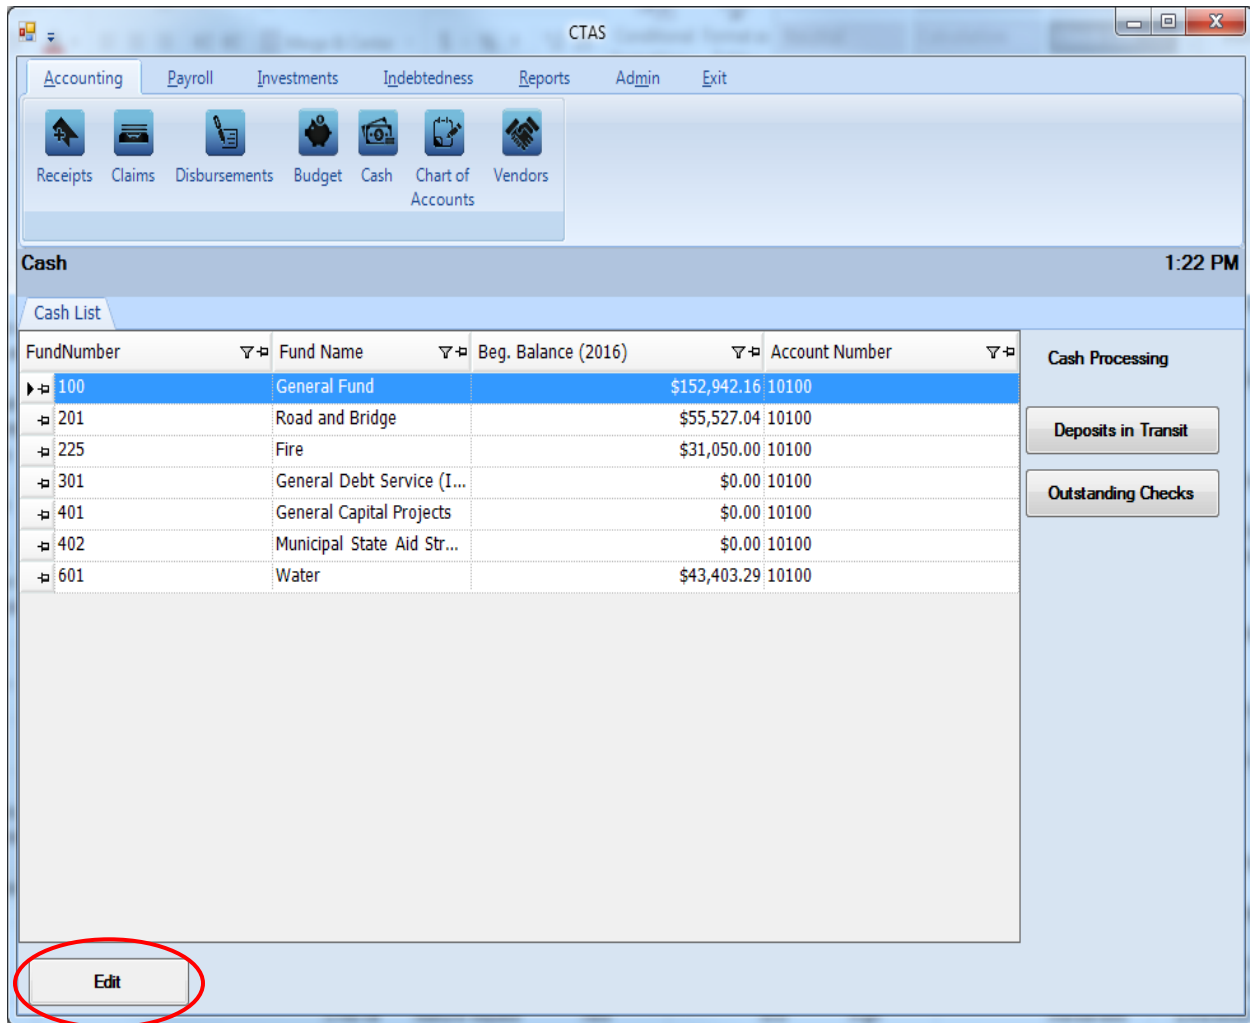 CTAS
Accounting Payroll Investments Indebtedness Reports Admin Exit
Receipts Claims Disbursements Budget Cash Chart of Accounts Vendors
Cash 1:22 PM
Cash List
FundNumber Fund Name Beg. Balance (2016) Account Number Cash Processing
100 General Fund $152,942.16 10100
201 Road and Bridge $55,527.04 10100
Deposits in Transit
225 Fire $31,050.00 10100
301 General Debt Service (I... $0.00 10100
Outstanding Checks
401 General Capital Projects $0.00 10100
402 Municipal State Aid Str... $0.00 10100
601 Water $43,403.29 10100
Edit